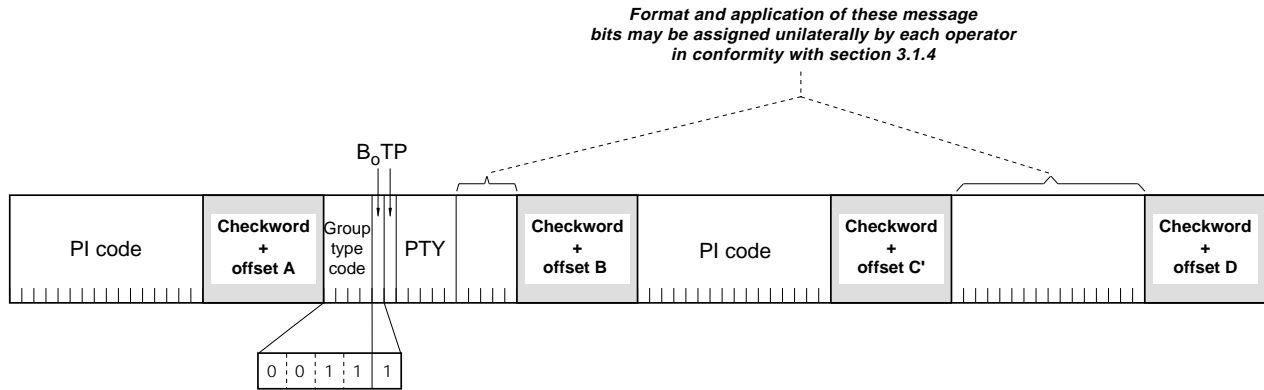 Format and application of these message
bits may be assigned unilaterally by each operator
in conformity with section 3.1.4
BoTP
PI code
Checkword
+
offset A
Group
type
code
PTY
Checkword
+
offset B
PI code
Checkword
+
offset C'
Checkword
+
offset D
0 0 1 1 1